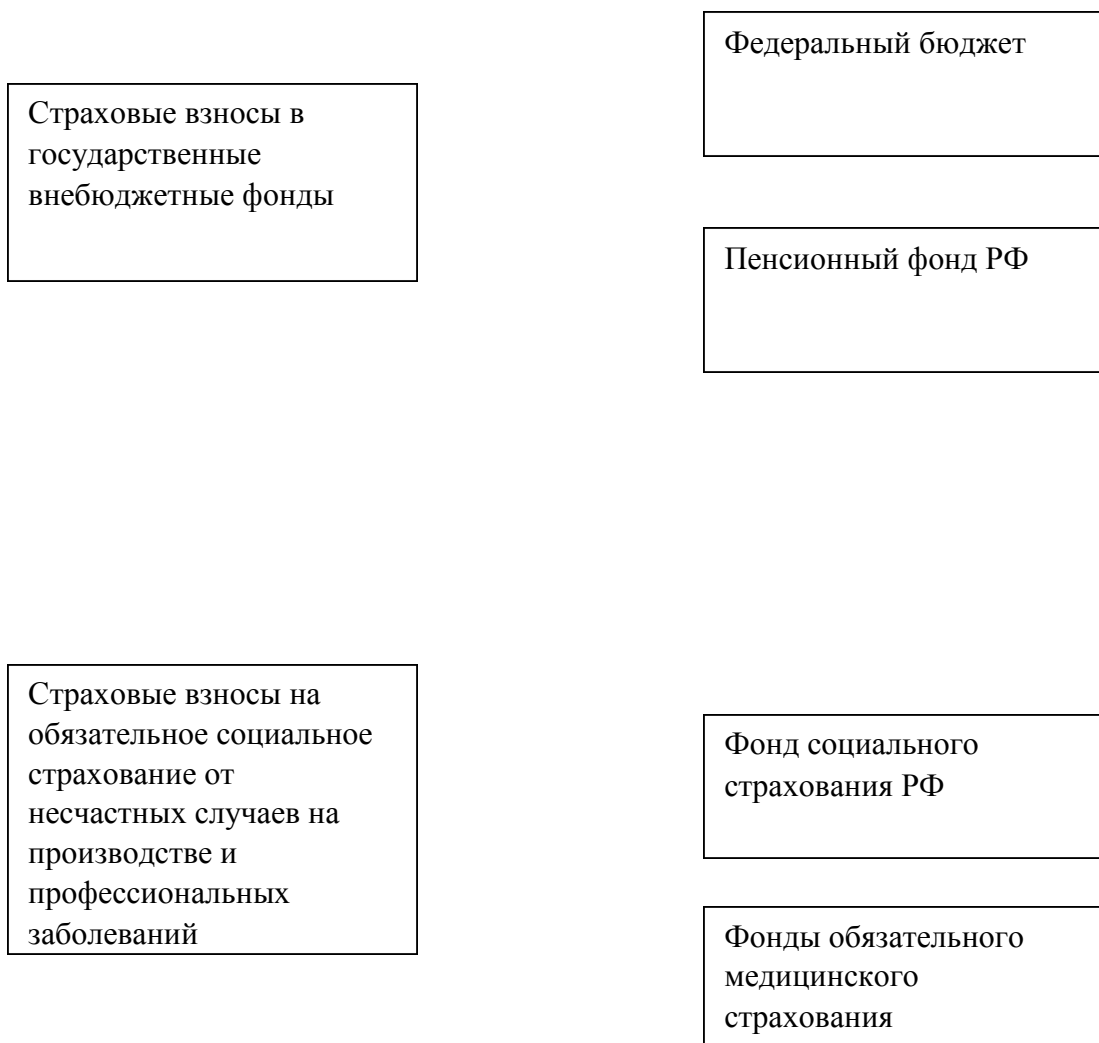 Федеральный бюджет
Страховые взносы в
государственные
внебюджетные фонды
Пенсионный фонд РФ
Страховые взносы на
обязательное социальное
страхование от
несчастных случаев на
производстве и
профессиональных
заболеваний
Фонд социального
страхования РФ
Фонды обязательного
медицинского
страхования